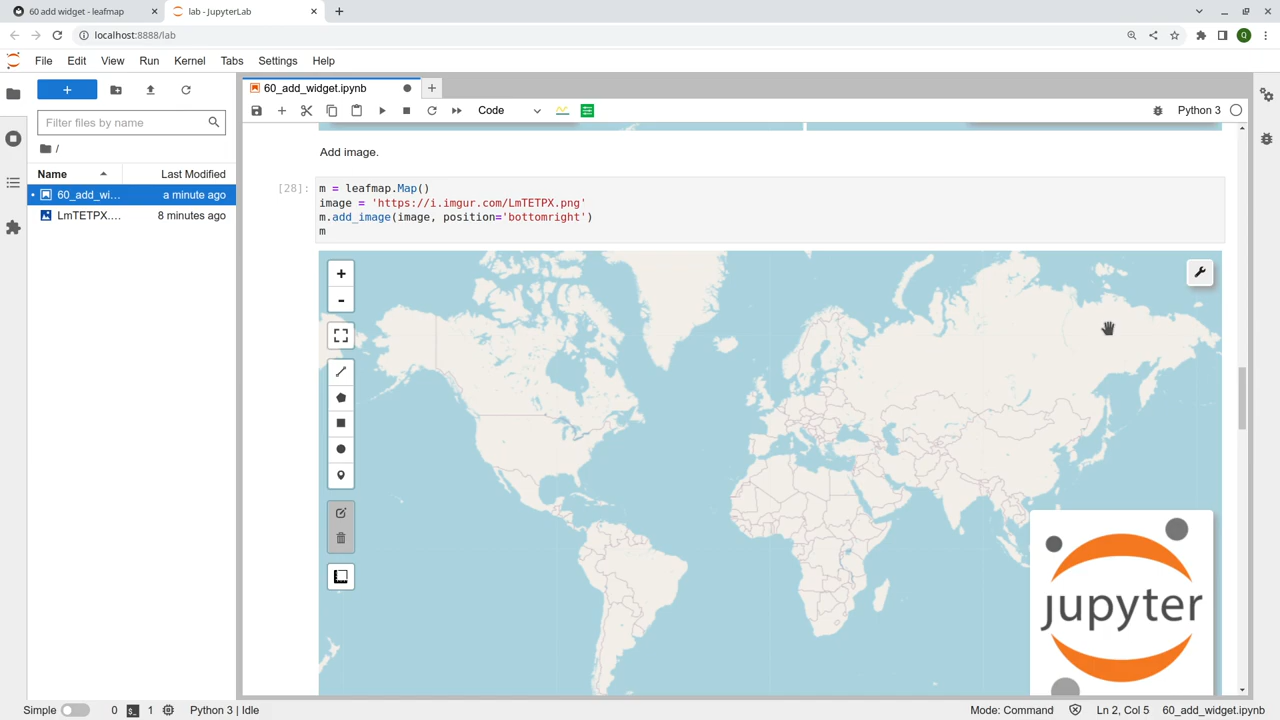 60 add widget - leafmap
lab - JupyterLab
localhost:8888/lab
Q
File Edit View Run Kernel Tabs Settings Help
60_add_widget.ipynb
Code
Python 3
Filter files by name
/
Name Last Modified
60_add_wi... a minute ago
LmTETPX.... 8 minutes ago
Add image.
[28]:
m = leafmap.Map()
image = 'https://i.imgur.com/LmTETPX.png'
m.add_image(image, position='bottomright')
m
+
-
jupyter
Simple 0 1 Python 3 | Idle Mode: Command Ln 2, Col 5 60_add_widget.ipynb